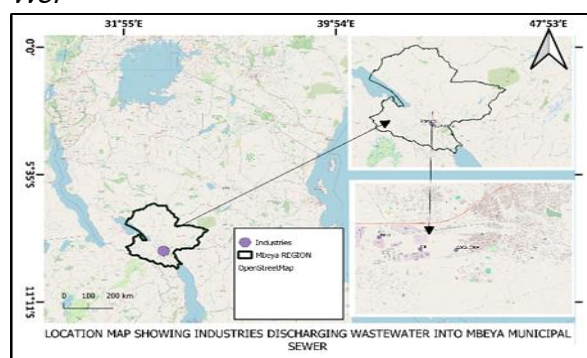 31°55'E 39°54'E 47°53'E
0°0'
5°35'S
11°11'S
Industries
Mbeya REGION
OpenStreetMap
0 100 200 km
LOCATION MAP SHOWING INDUSTRIES DISCHARGING WASTEWATER INTO MBEYA MUNICIPAL
SEWER